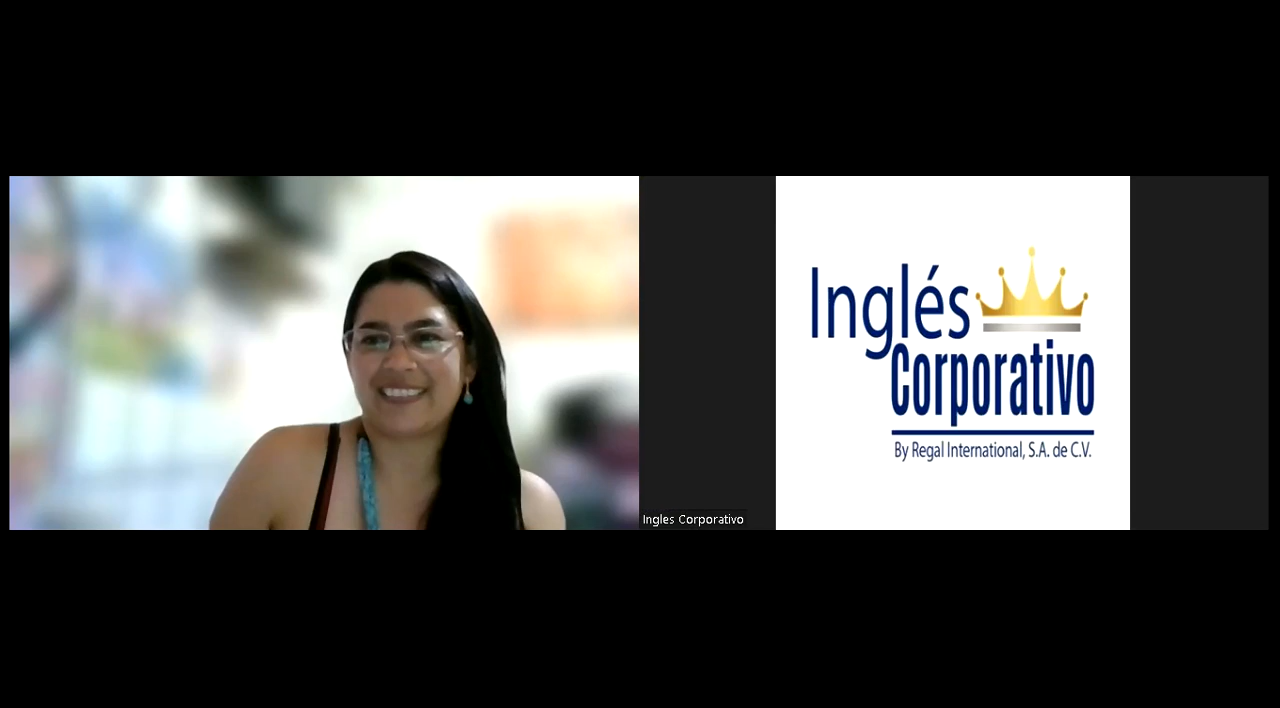 Inglés
Corporativo
By Regal International, S.A. de C.V.
Ingles Corporativo